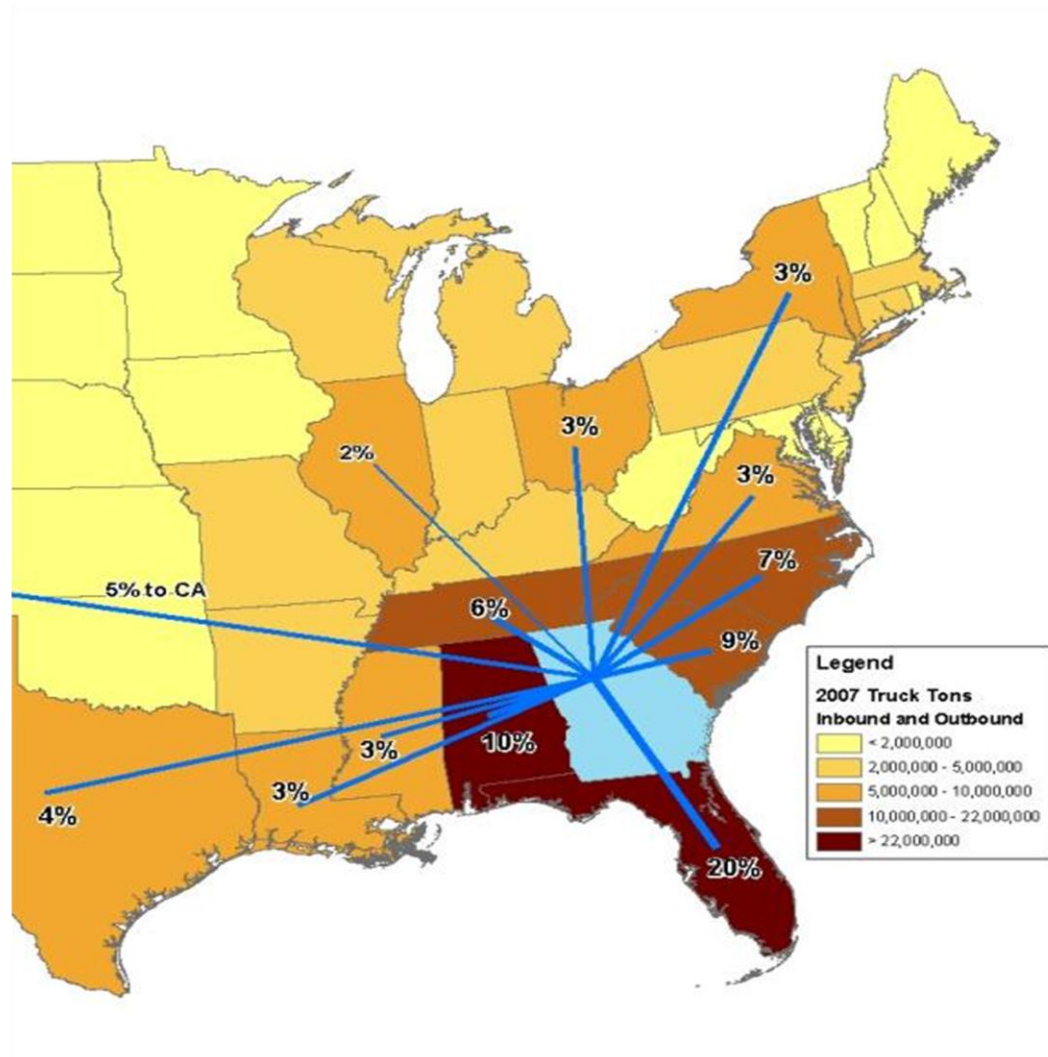 3%
3%
2%
3%
7%
5% to CA
6%
9%
10%
3%
3%
4%
20%
Legend
2007 Truck Tons
Inbound and Outbound
< 2,000,000
2,000,000 - 5,000,000
5,000,000 - 10,000,000
10,000,000 - 22,000,000
> 22,000,000